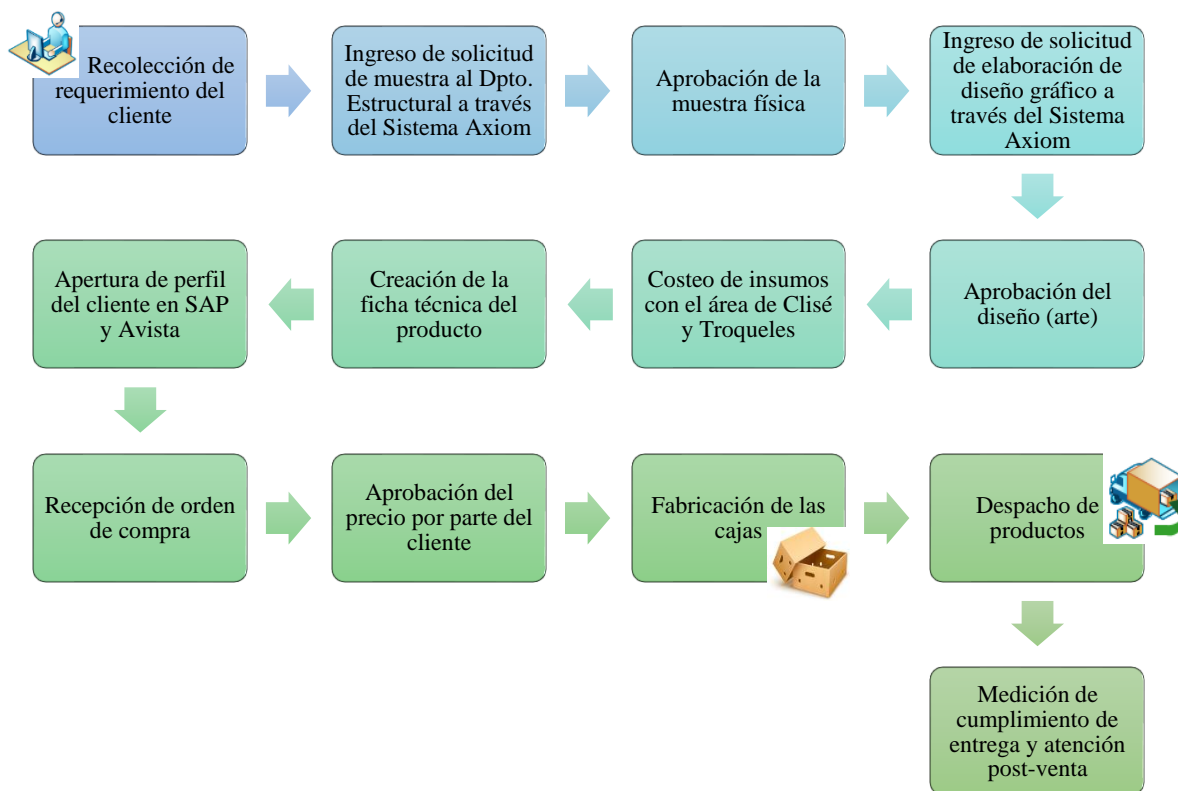 Recolección de
requerimiento del
cliente
Ingreso de solicitud
de muestra al Dpto.
Estructural a través
del Sistema Axiom
Aprobación de la
muestra física
Ingreso de solicitud
de elaboración de
diseño gráfico a
través del Sistema
Axiom
Aprobación del
diseño (arte)
Costeo de insumos
con el área de Clisé
y Troqueles
Creación de la
ficha técnica del
producto
Apertura de perfil
del cliente en SAP
y Avista
Recepción de orden
de compra
Aprobación del
precio por parte del
cliente
Fabricación de las
cajas
Despacho de
productos
Medición de
cumplimiento de
entrega y atención
post-venta